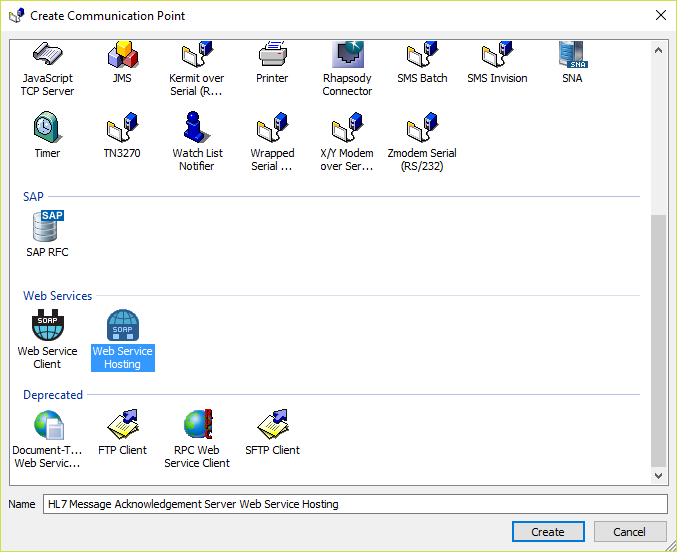 Create Communication Point
JavaScript
TCP Server
JMS
Kermit over
Serial (R...
Printer
Rhapsody
Connector
SMS Batch
SMS Invision
SNA
SNA
Timer
TN3270
Watch List
Notifier
Wrapped
Serial ...
X/Y Modem
over Ser...
Zmodem Serial
(RS/232)
SAP
SAP
SAP RFC
Web Services
SOAP
Web Service
Client
SOAP
Web Service
Hosting
Deprecated
Document-T...
Web Servic...
FTP Client
RPC
RPC Web
Service Client
SFTP Client
Name
HL7 Message Acknowledgement Server Web Service Hosting
Create
Cancel